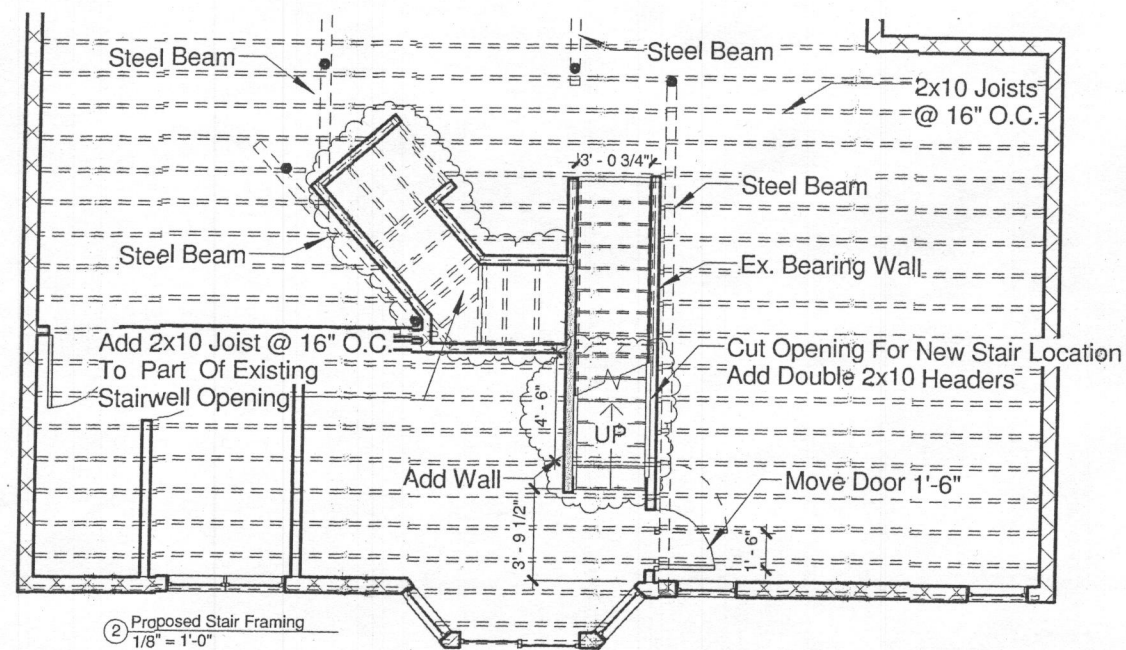 Steel Beam
Steel Beam
2x10 Joists
@ 16" O.C.
3' - 0 3/4"
Steel Beam
Steel Beam
Ex. Bearing Wall
Add 2x10 Joist @ 16" O.C.
To Part Of Existing
Stairwell Opening
Cut Opening For New Stair Location
Add Double 2x10 Headers
4' - 6"
UP
Add Wall
Move Door 1'-6"
3' - 9 1/2"
1' - 6"
2 Proposed Stair Framing
1/8" = 1'-0"